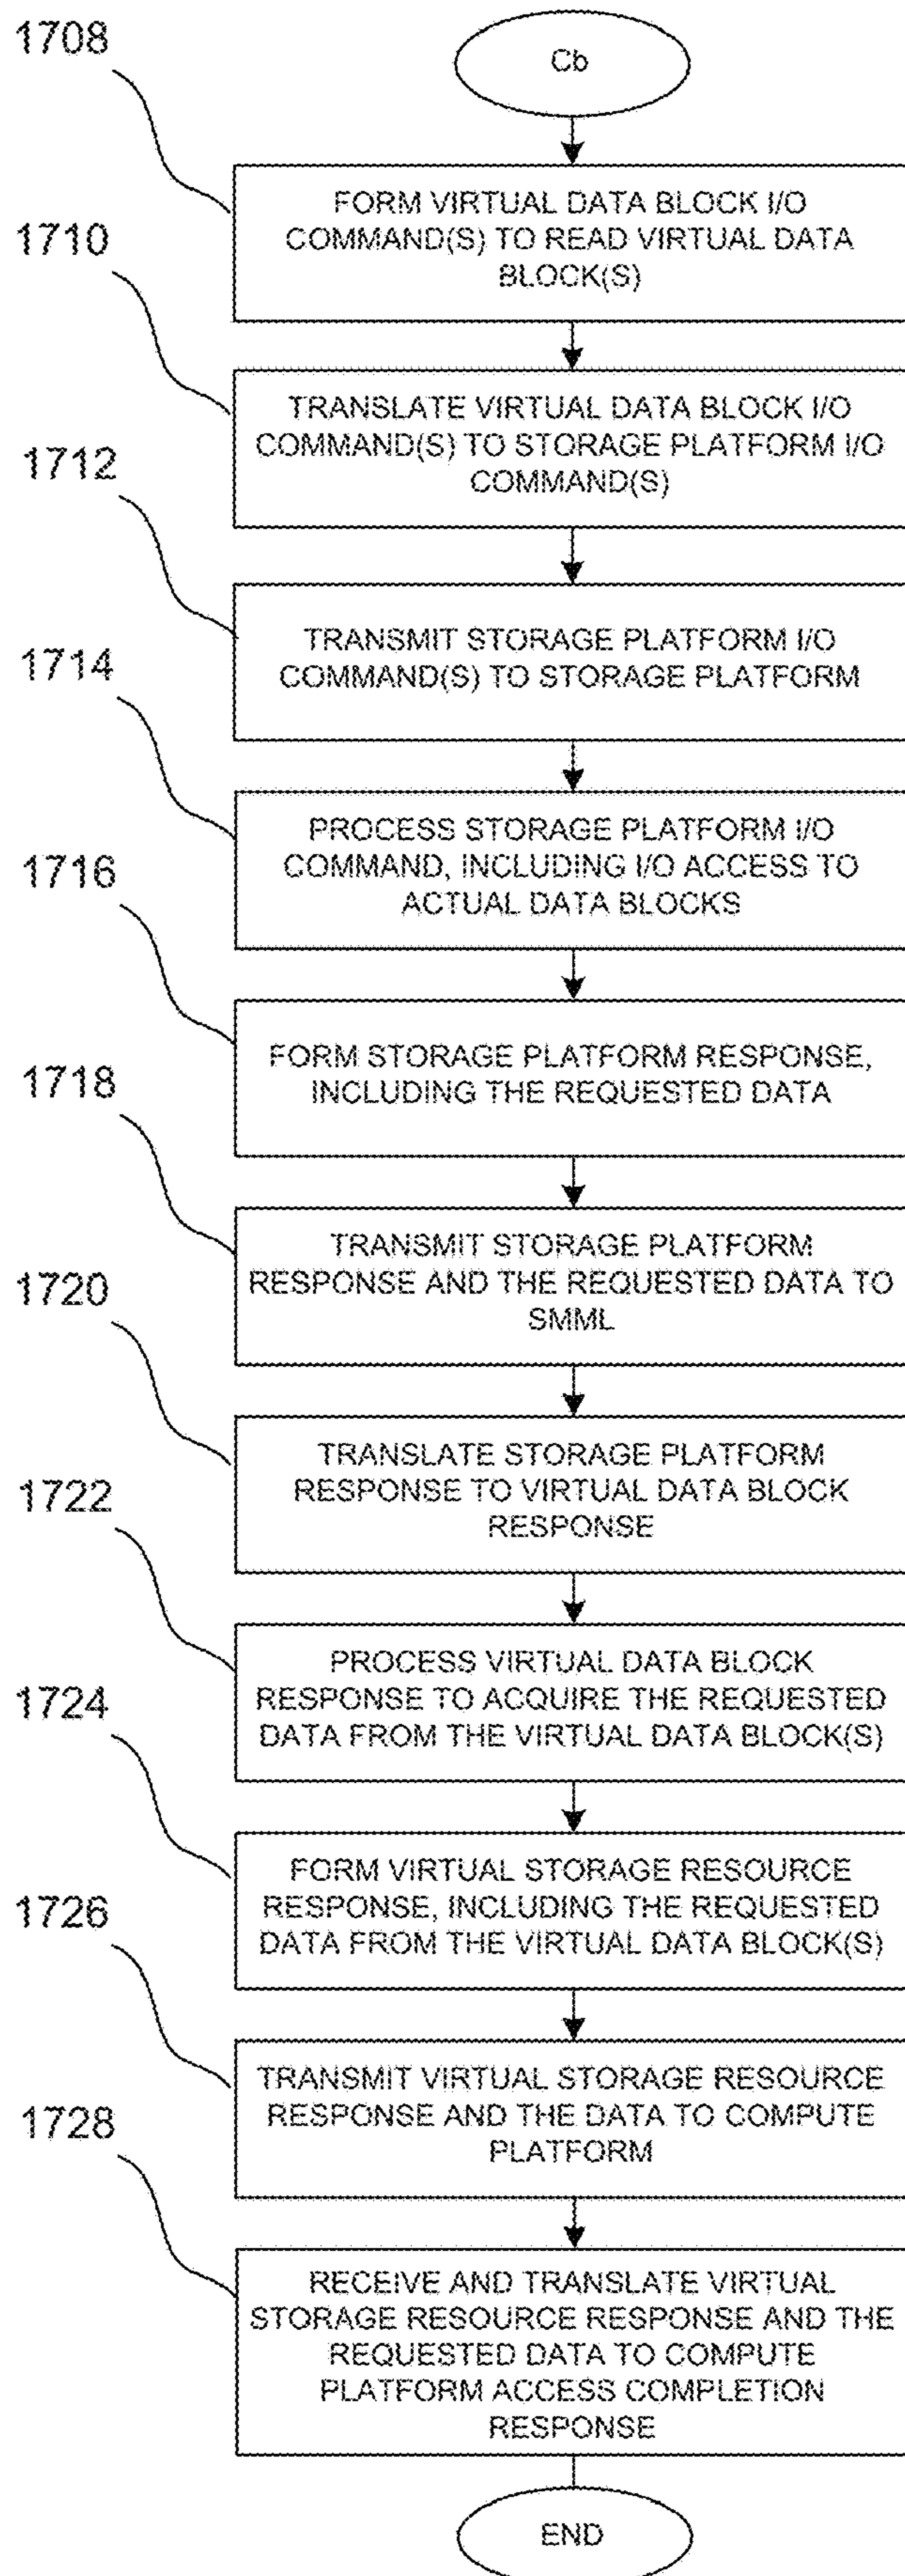 1708
Cb
FORM VIRTUAL DATA BLOCK I/O
COMMAND(S) TO READ VIRTUAL DATA
BLOCK(S)
1710
TRANSLATE VIRTUAL DATA BLOCK I/O
COMMAND(S) TO STORAGE PLATFORM I/O
COMMAND(S)
1712
TRANSMIT STORAGE PLATFORM I/O
COMMAND(S) TO STORAGE PLATFORM
1714
PROCESS STORAGE PLATFORM I/O
COMMAND, INCLUDING I/O ACCESS TO
ACTUAL DATA BLOCKS
1716
FORM STORAGE PLATFORM RESPONSE,
INCLUDING THE REQUESTED DATA
1718
TRANSMIT STORAGE PLATFORM
RESPONSE AND THE REQUESTED DATA TO
SMML
1720
TRANSLATE STORAGE PLATFORM
RESPONSE TO VIRTUAL DATA BLOCK
RESPONSE
1722
PROCESS VIRTUAL DATA BLOCK
RESPONSE TO ACQUIRE THE REQUESTED
DATA FROM THE VIRTUAL DATA BLOCK(S)
1724
FORM VIRTUAL STORAGE RESOURCE
RESPONSE, INCLUDING THE REQUESTED
DATA FROM THE VIRTUAL DATA BLOCK(S)
1726
TRANSMIT VIRTUAL STORAGE RESOURCE
RESPONSE AND THE DATA TO COMPUTE
PLATFORM
1728
RECEIVE AND TRANSLATE VIRTUAL
STORAGE RESOURCE RESPONSE AND THE
REQUESTED DATA TO COMPUTE
PLATFORM ACCESS COMPLETION
RESPONSE
END